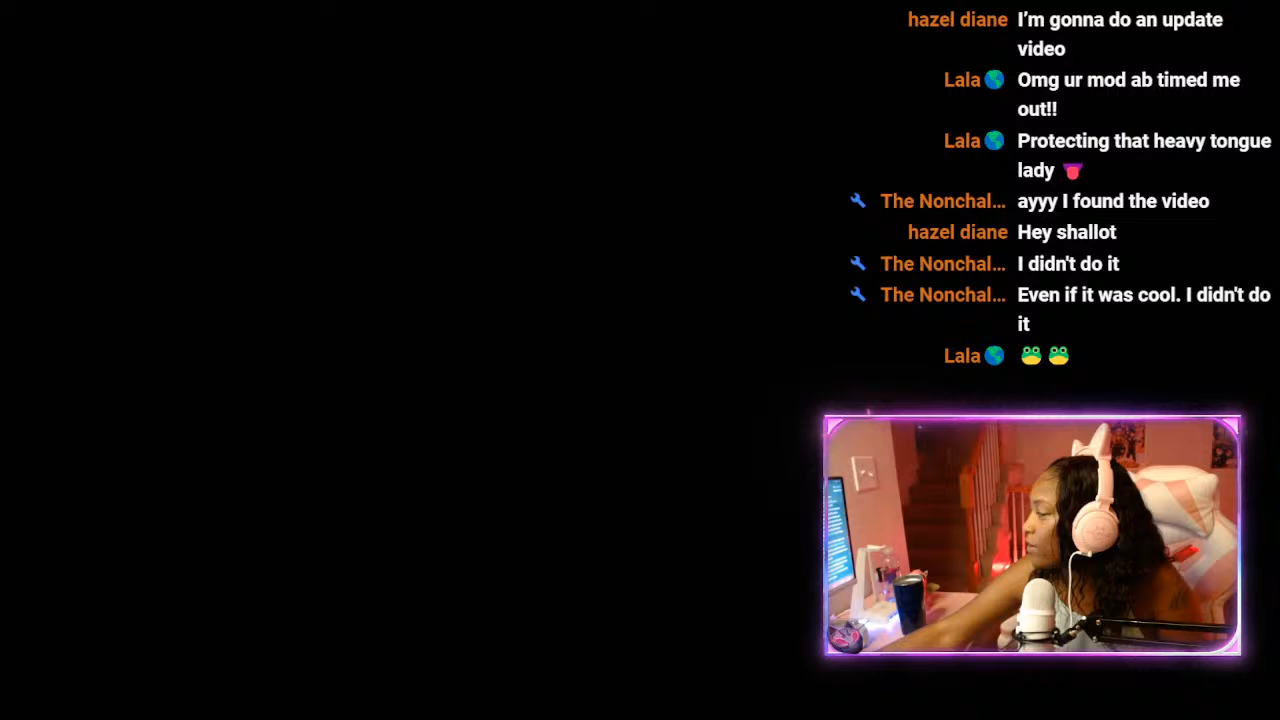 hazel diane I’m gonna do an update
video
Lala🌎 Omg ur mod ab timed me
out!!
Lala🌎 Protecting that heavy tongue
lady 👅
The Nonchal... ayyy I found the video
hazel diane Hey shallot
The Nonchal... I didn't do it
The Nonchal... Even if it was cool. I didn't do
it
Lala🌎 🐸 🐸